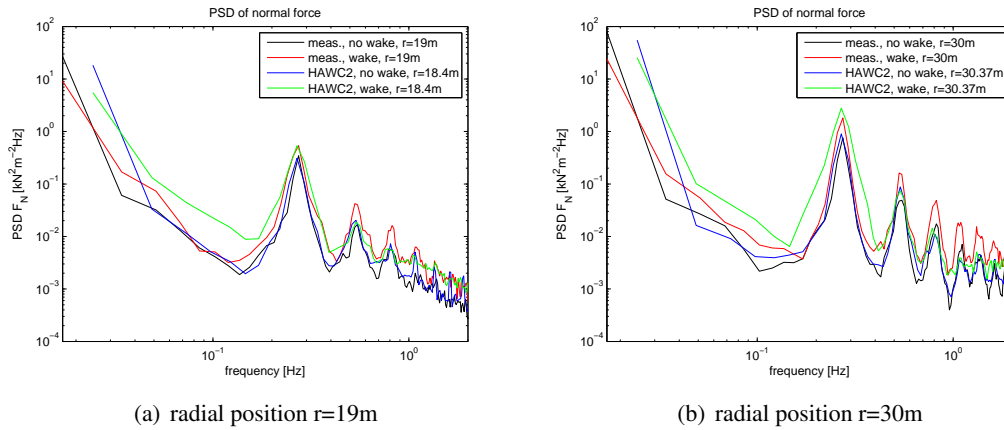 PSD of normal force
meas., no wake, r=19m
meas., wake, r=19m
HAWC2, no wake, r=18.4m
HAWC2, wake, r=18.4m
10^2
10^1
10^0
10^-1
10^-2
10^-3
10^-4
PSD F_N [kN^2m^-2Hz]
10^-1
10^0
frequency [Hz]
(a) radial position r=19m
PSD of normal force
meas., no wake, r=30m
meas., wake, r=30m
HAWC2, no wake, r=30.37m
HAWC2, wake, r=30.37m
10^2
10^1
10^0
10^-1
10^-2
10^-3
10^-4
PSD F_N [kN^2m^-2Hz]
10^-1
10^0
frequency [Hz]
(b) radial position r=30m